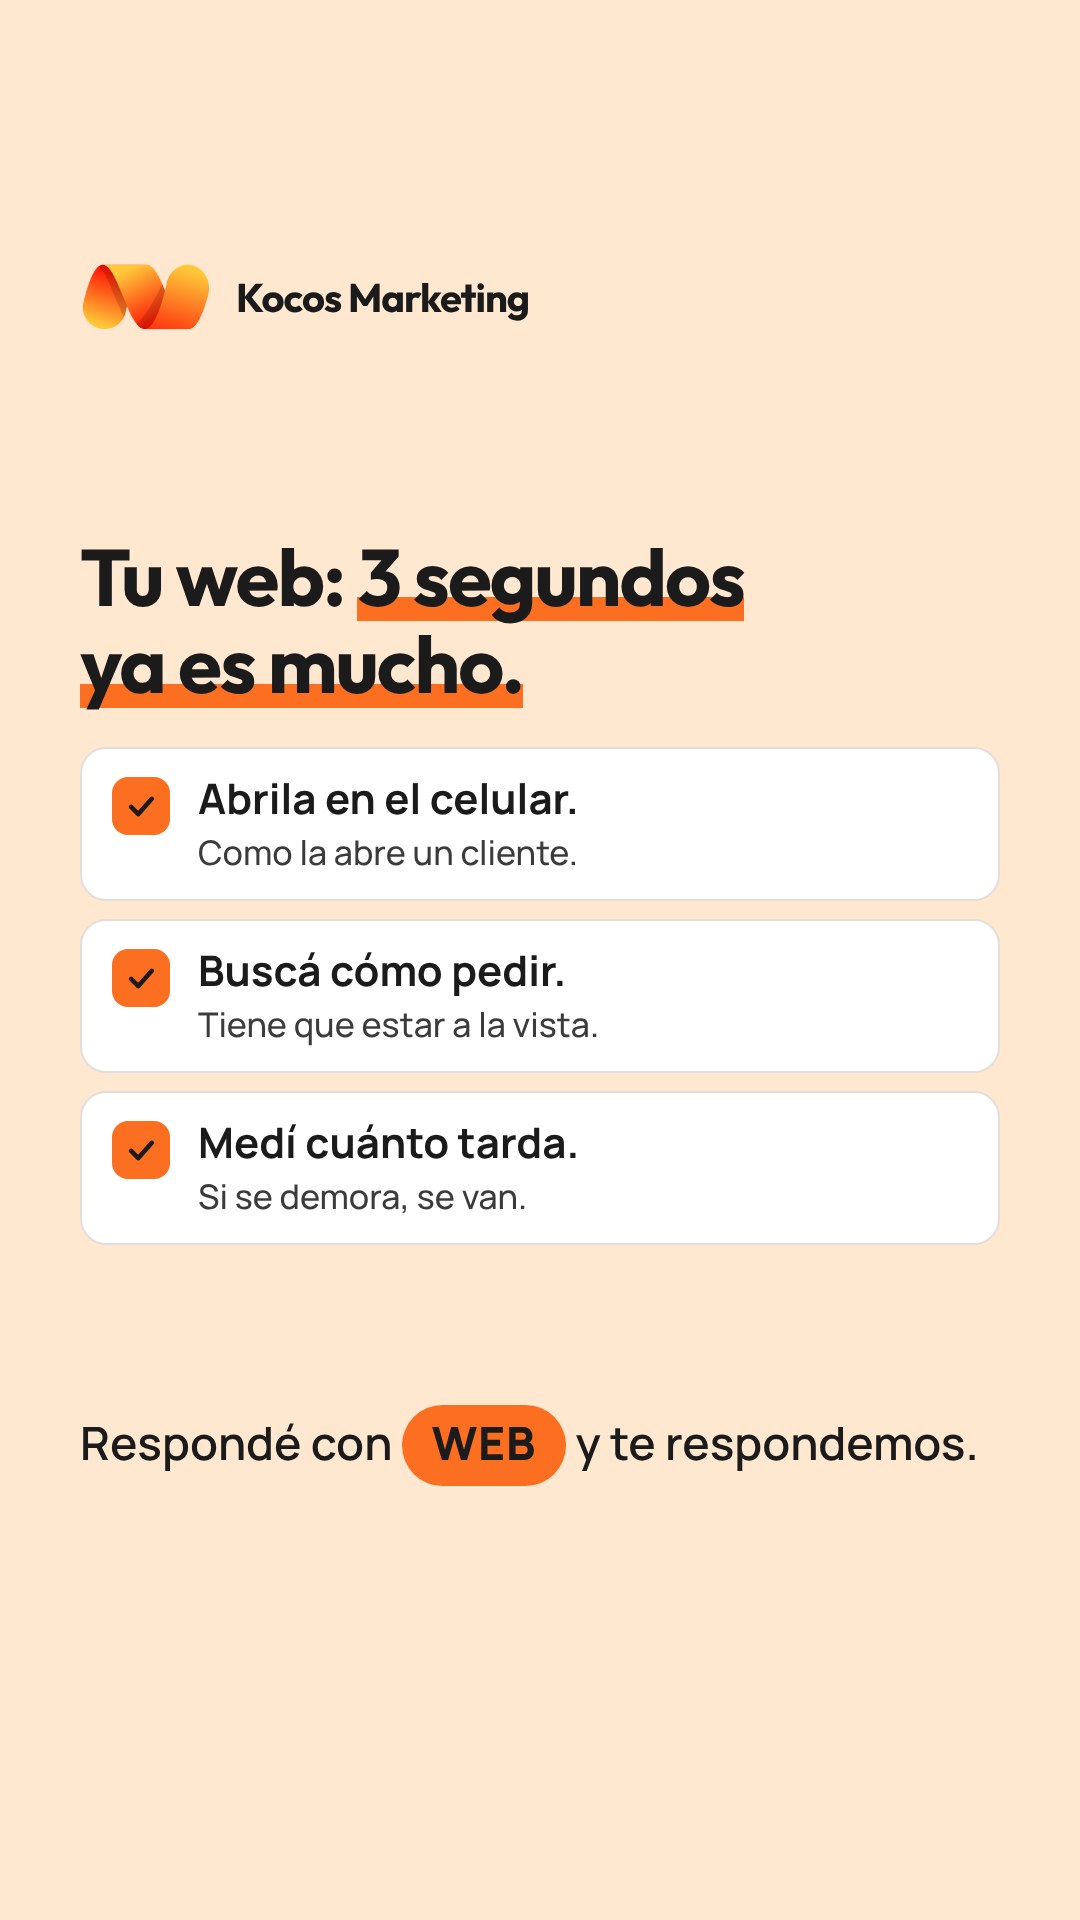 Kocos Marketing
Tu web: 3 segundos
ya es mucho.
Abrila en el celular.
Como la abre un cliente.
Buscá cómo pedir.
Tiene que estar a la vista.
Medí cuánto tarda.
Si se demora, se van.
Respondé con WEB y te respondemos.